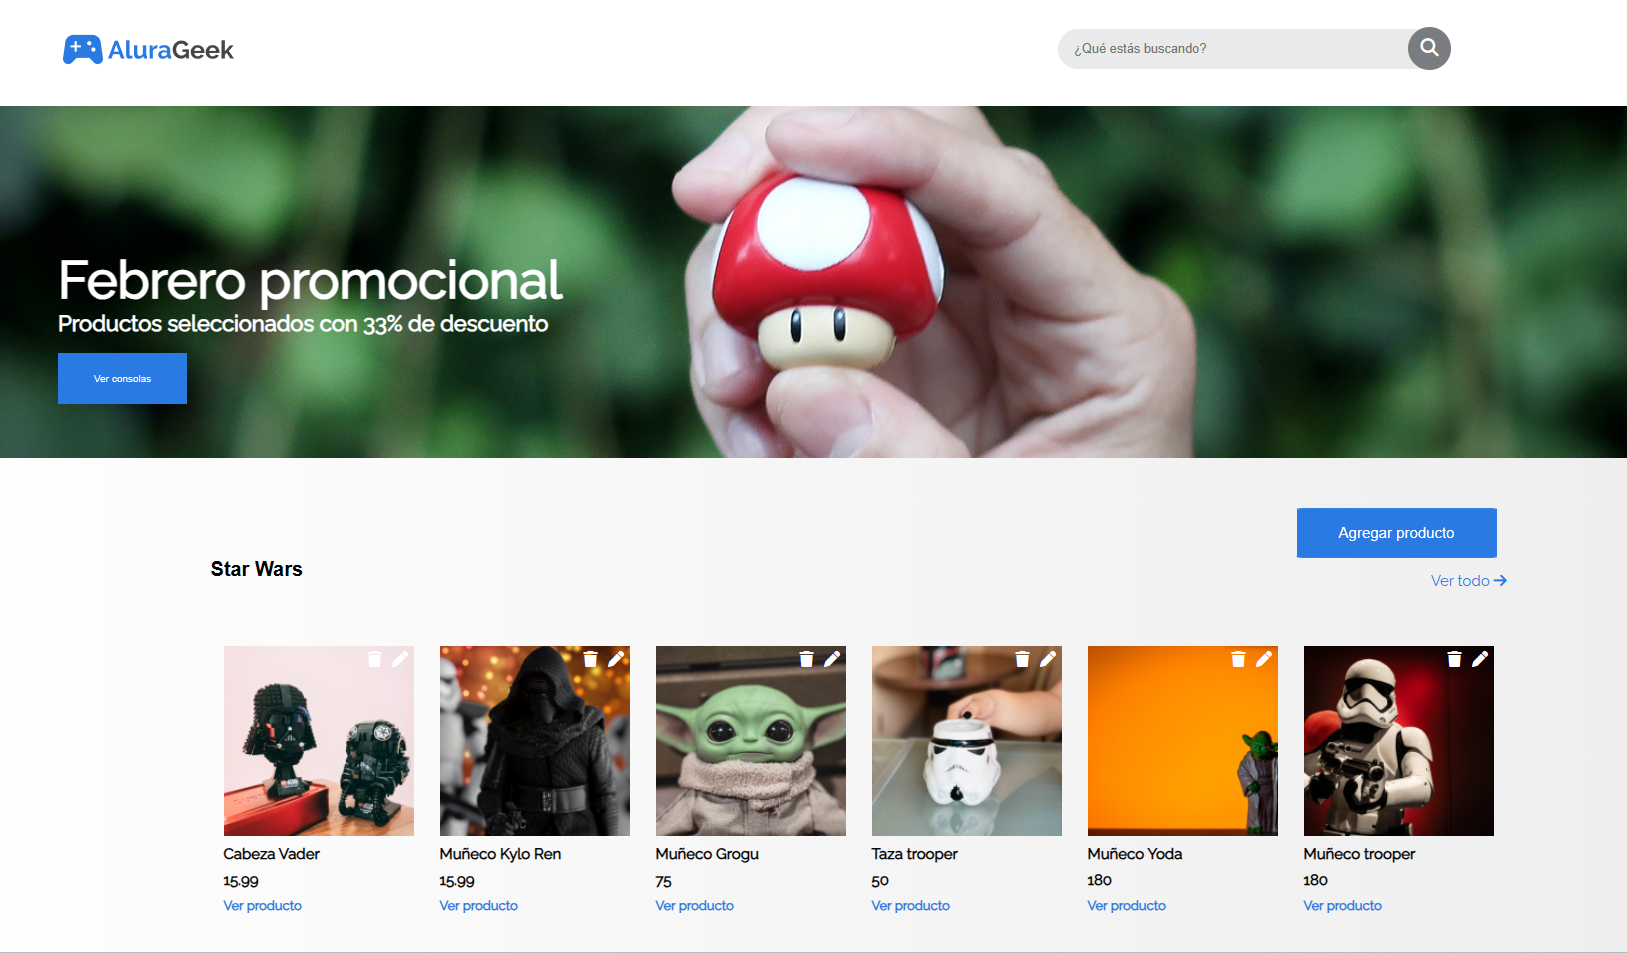 AluraGeek
¿Qué estás buscando?
Febrero promocional
Productos seleccionados con 33% de descuento
Ver consolas
Agregar producto
Star Wars
Ver todo
Cabeza Vader
15.99
Ver producto
Muñeco Kylo Ren
15.99
Ver producto
Muñeco Grogu
75
Ver producto
Taza trooper
50
Ver producto
Muñeco Yoda
180
Ver producto
Muñeco trooper
180
Ver producto